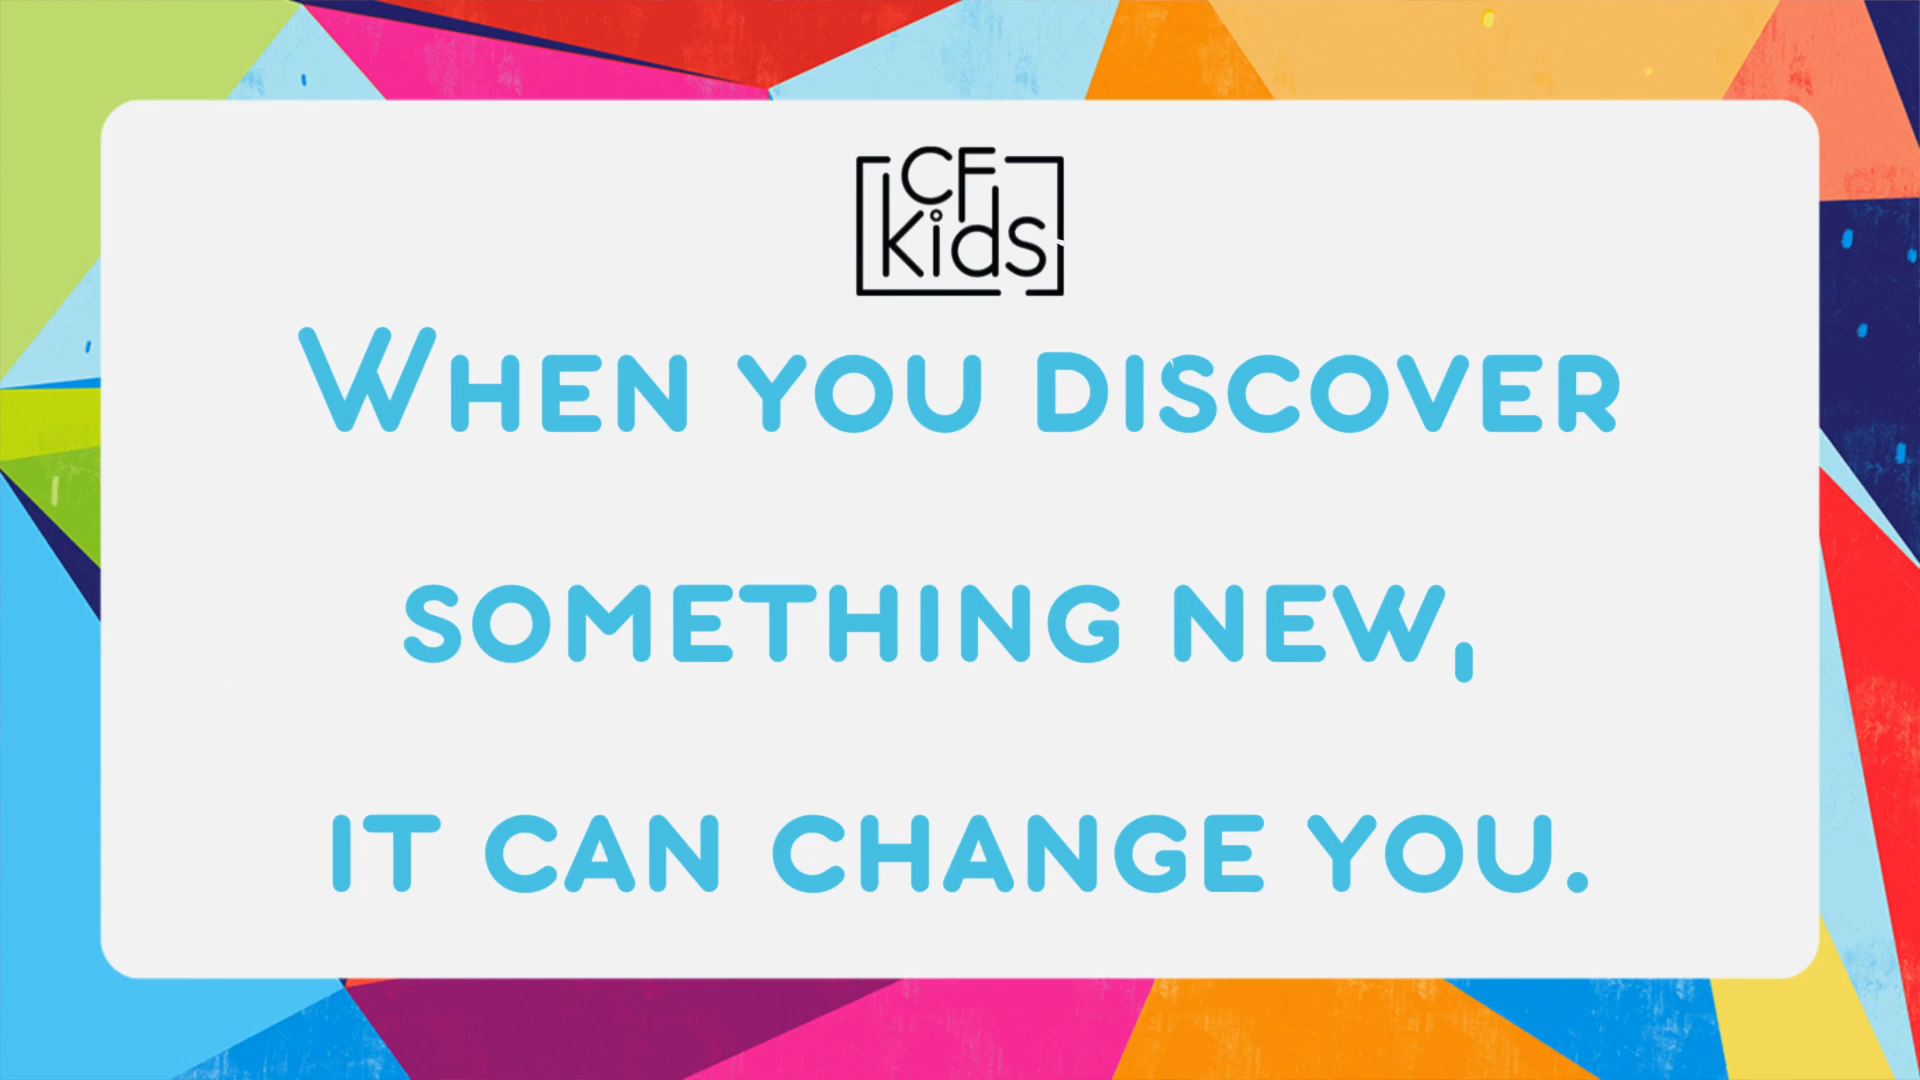 CF
Kids
When you discover
something new,
it can change you.